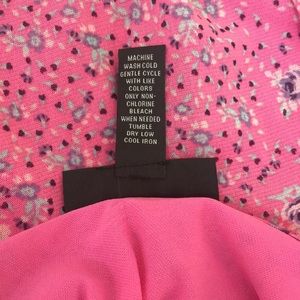 MACHINE
WASH COLD
GENTLE CYCLE
WITH LIKE
COLORS
ONLY NON-
CHLORINE
BLEACH
WHEN NEEDED
TUMBLE
DRY LOW
COOL IRON